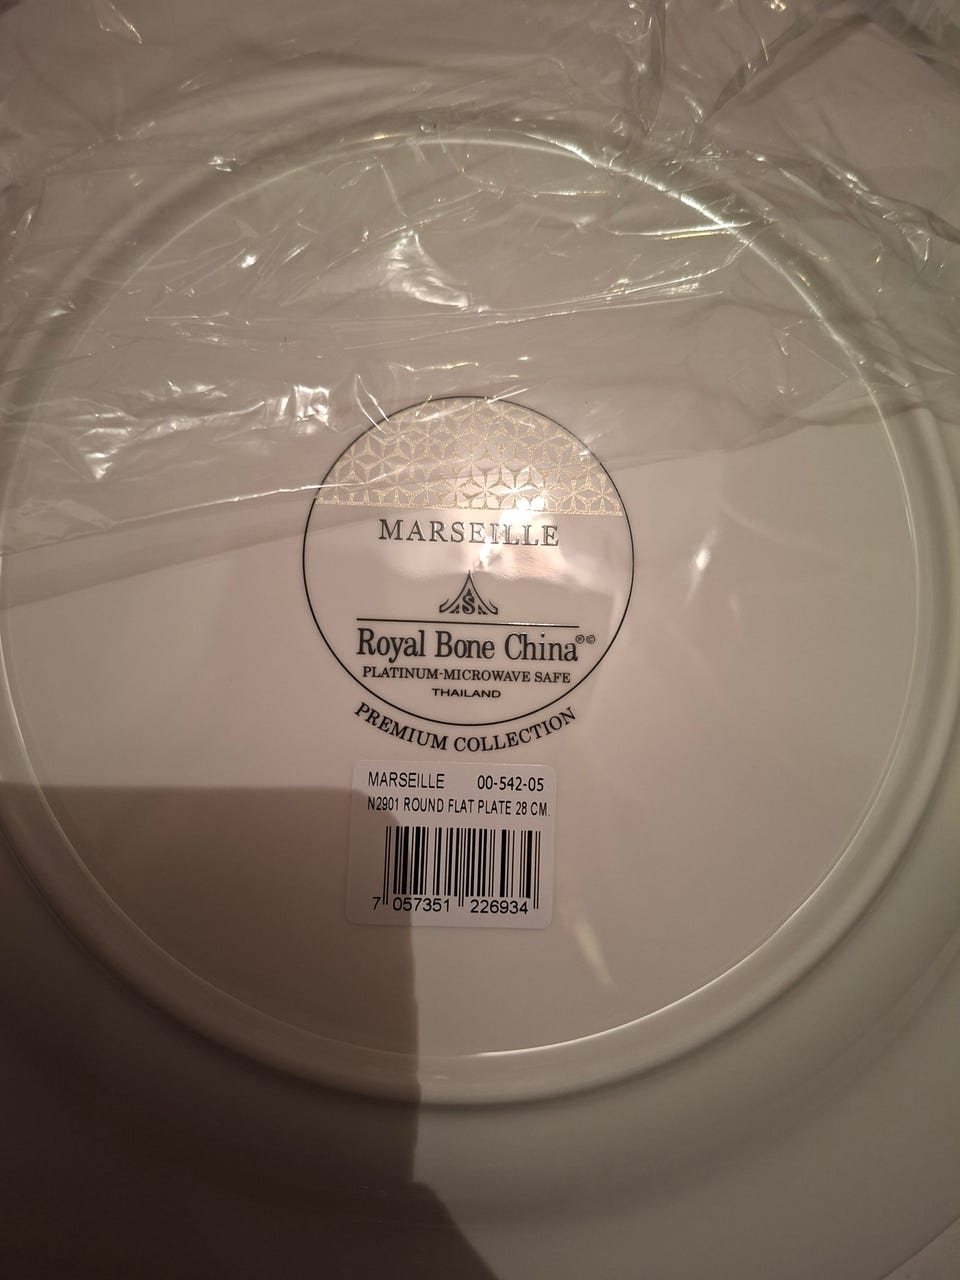 MARSEILLE
Royal Bone China®©
PLATINUM-MICROWAVE SAFE
THAILAND
PREMIUM COLLECTION
MARSEILLE 00-542-05
N2901 ROUND FLAT PLATE 28 CM.
7 057351 226934